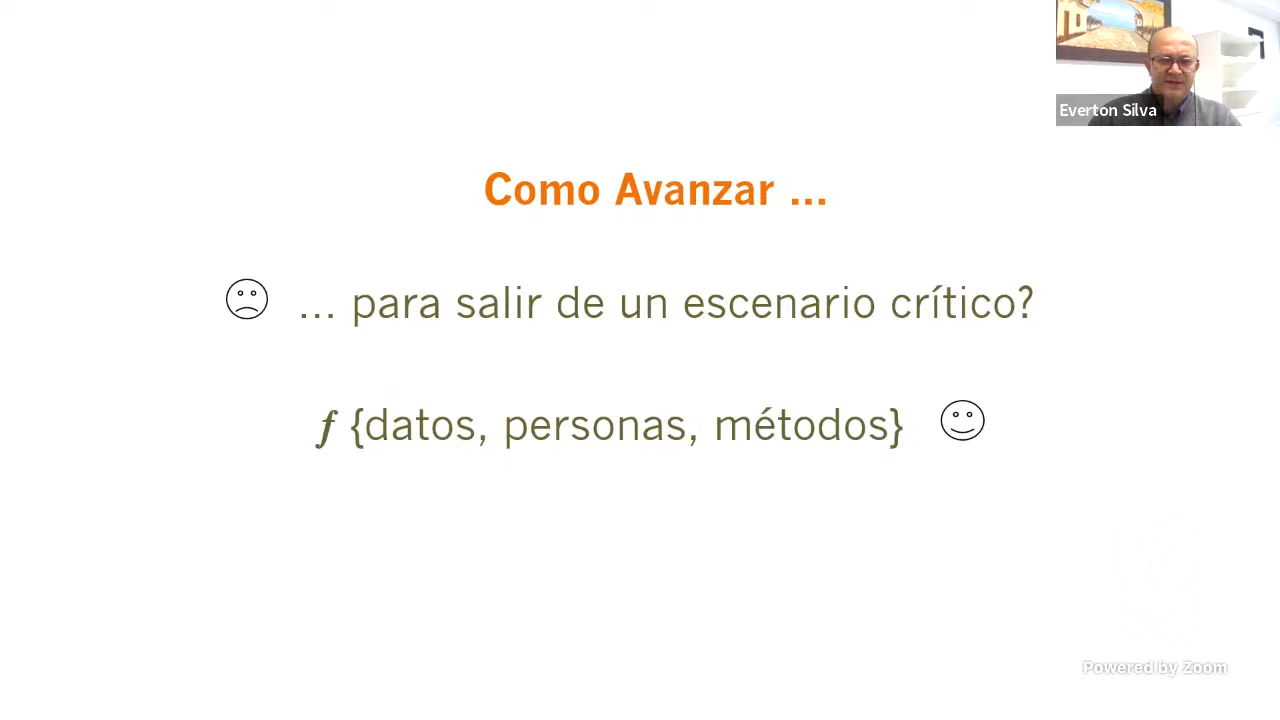 Everton Silva
Como Avanzar ...
... para salir de un escenario crítico?
f {datos, personas, métodos}
Powered by Zoom